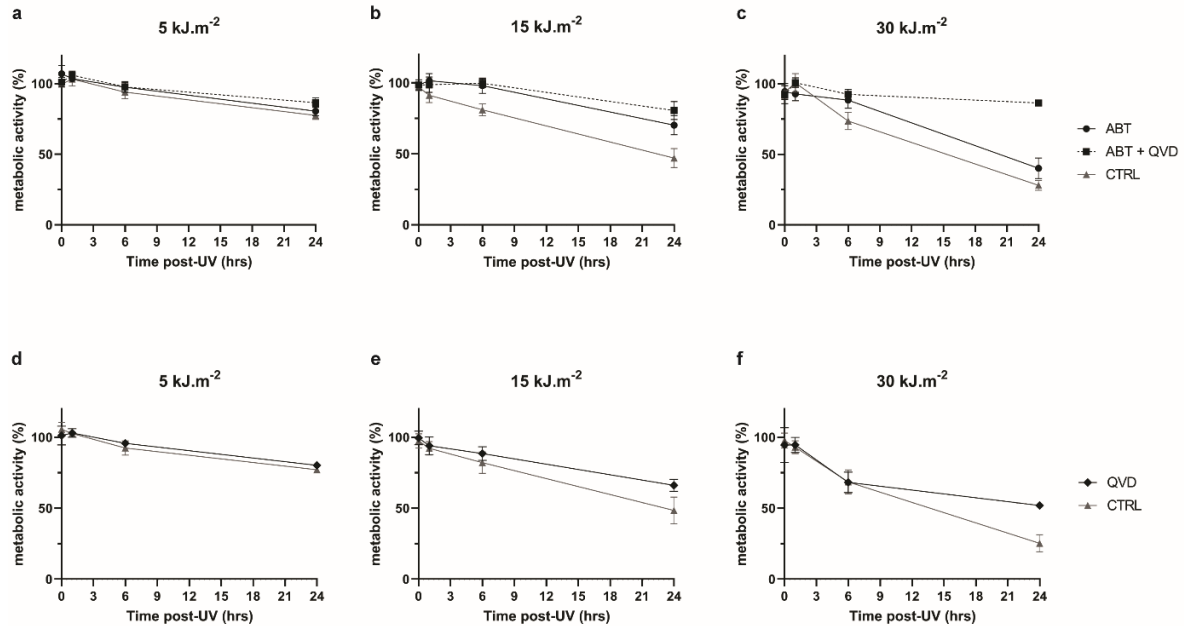 a
5 kJ.m-2
metabolic activity (%)
100
50
0
0 3 6 9 12 15 18 21 24
Time post-UV (hrs)
b
15 kJ.m-2
metabolic activity (%)
100
50
0
0 3 6 9 12 15 18 21 24
Time post-UV (hrs)
c
30 kJ.m-2
metabolic activity (%)
100
50
0
0 3 6 9 12 15 18 21 24
Time post-UV (hrs)
ABT
ABT + QVD
CTRL
d
5 kJ.m-2
metabolic activity (%)
100
50
0
0 3 6 9 12 15 18 21 24
Time post-UV (hrs)
e
15 kJ.m-2
metabolic activity (%)
100
50
0
0 3 6 9 12 15 18 21 24
Time post-UV (hrs)
f
30 kJ.m-2
metabolic activity (%)
100
50
0
0 3 6 9 12 15 18 21 24
Time post-UV (hrs)
QVD
CTRL